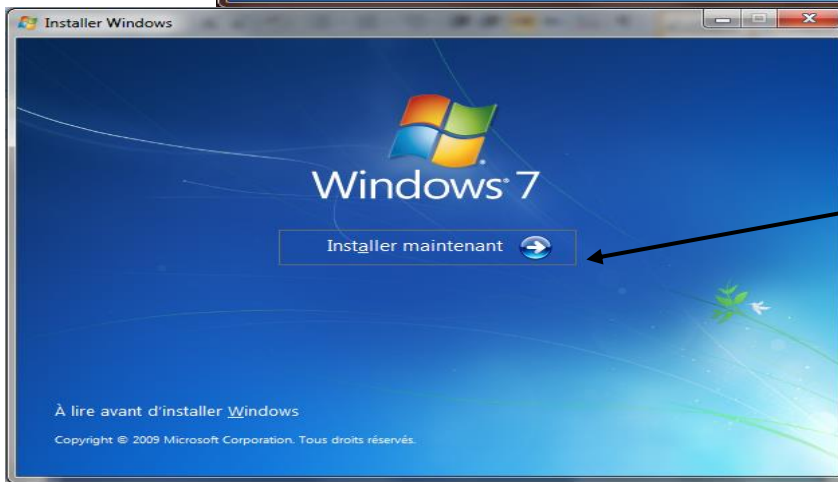 Installer Windows
Windows® 7
Installer maintenant
À lire avant d'installer Windows
Copyright © 2009 Microsoft Corporation. Tous droits réservés.